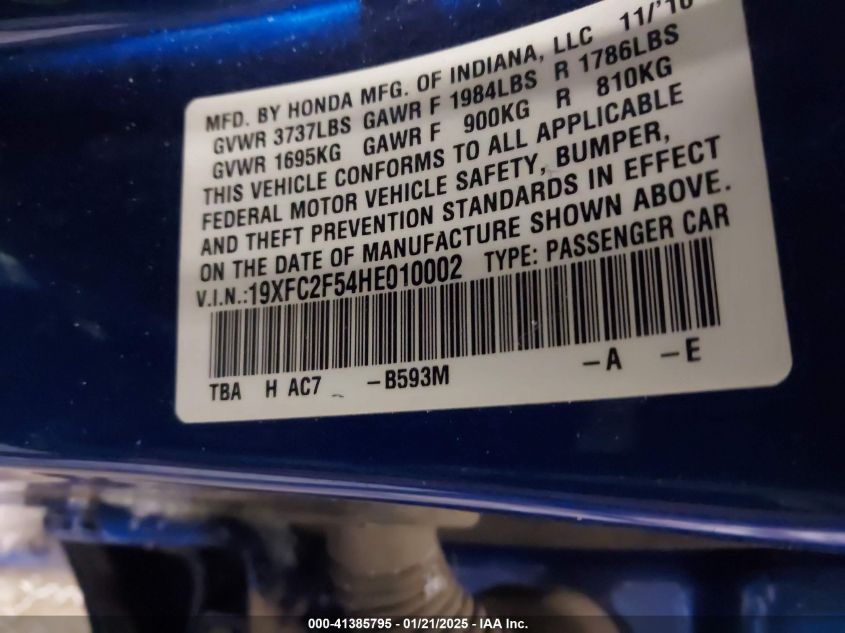 MFD. BY HONDA MFG. OF INDIANA, LLC 11/'16
GVWR 3737LBS GAWR F 1984LBS R 1786LBS
GVWR 1695KG GAWR F 900KG R 810KG
THIS VEHICLE CONFORMS TO ALL APPLICABLE
FEDERAL MOTOR VEHICLE SAFETY, BUMPER,
AND THEFT PREVENTION STANDARDS IN EFFECT
ON THE DATE OF MANUFACTURE SHOWN ABOVE.
V.I.N.:19XFC2F54HE010002 TYPE: PASSENGER CAR
TBA H AC7 _ -B593M -A -E
000-41385795 / 01/21/2025 - IAA Inc.